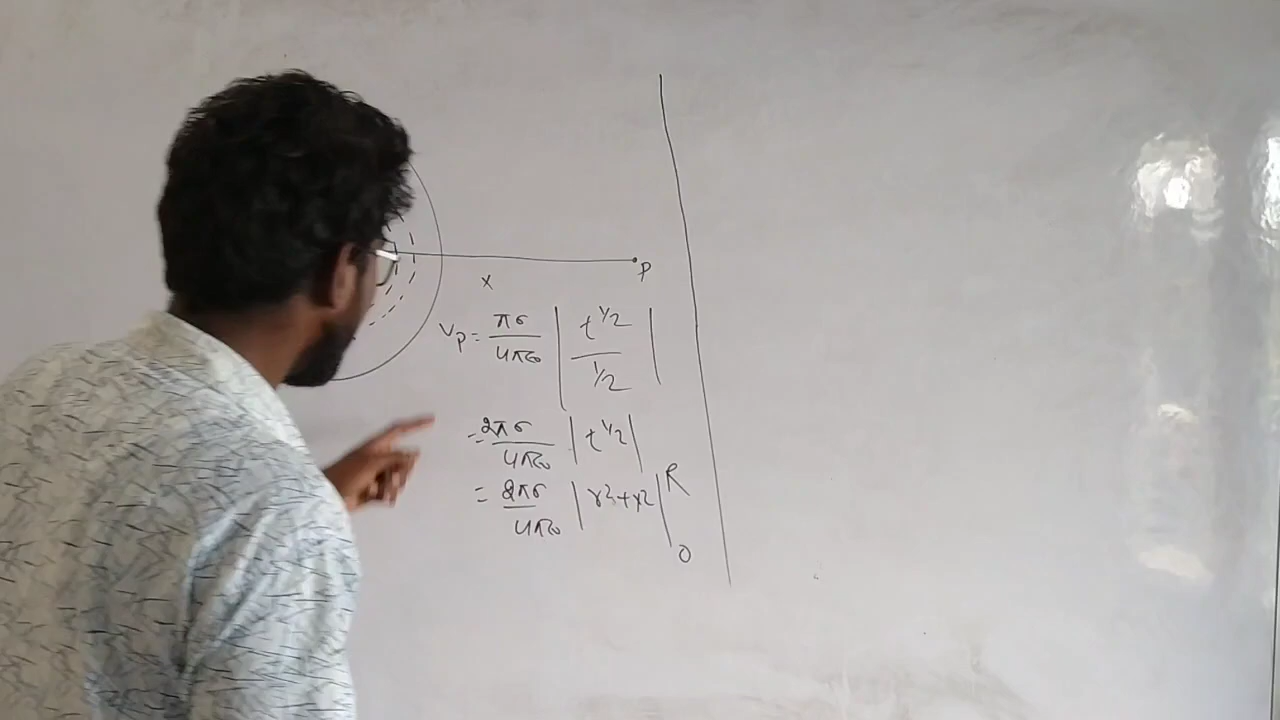 x
P
Vp = πσ/4πε₀ | t^1/2 / 1/2 |
= 2πσ/4πε₀ | t^1/2 |
= 2πσ/4πε₀ | r²+x² | R 0